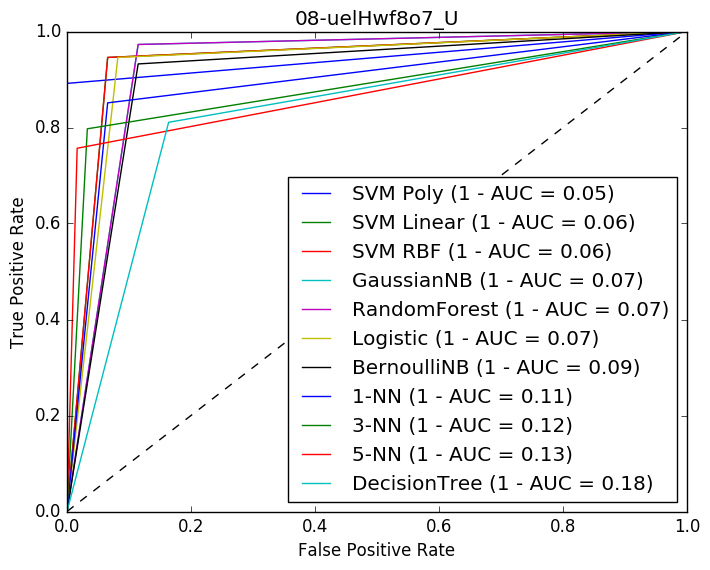 08-uelHwf8o7_U
1.0
0.8
0.6
0.4
0.2
0.0
True Positive Rate
SVM Poly (1 - AUC = 0.05)
SVM Linear (1 - AUC = 0.06)
SVM RBF (1 - AUC = 0.06)
GaussianNB (1 - AUC = 0.07)
RandomForest (1 - AUC = 0.07)
Logistic (1 - AUC = 0.07)
BernoulliNB (1 - AUC = 0.09)
1-NN (1 - AUC = 0.11)
3-NN (1 - AUC = 0.12)
5-NN (1 - AUC = 0.13)
DecisionTree (1 - AUC = 0.18)
0.0 0.2 0.4 0.6 0.8 1.0
False Positive Rate